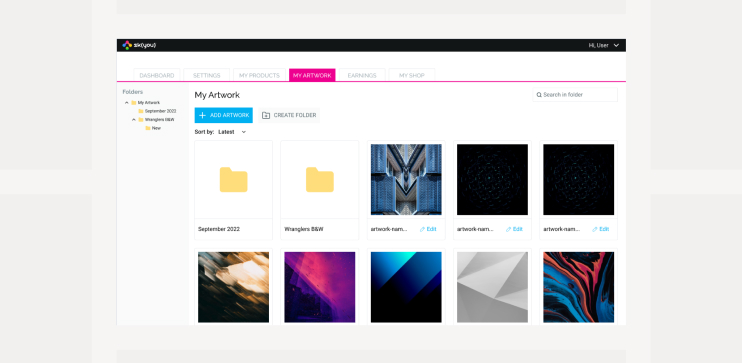 sk(you)
Hi, User
DASHBOARD
SETTINGS
MY PRODUCTS
MY ARTWORK
EARNINGS
MY SHOP
Folders
My Artwork
September 2022
Wranglers B&W
New
My Artwork
Search in folder
ADD ARTWORK
CREATE FOLDER
Sort by: Latest
September 2022
Wranglers B&W
artwork-nam... Edit
artwork-nam... Edit
artwork-nam... Edit